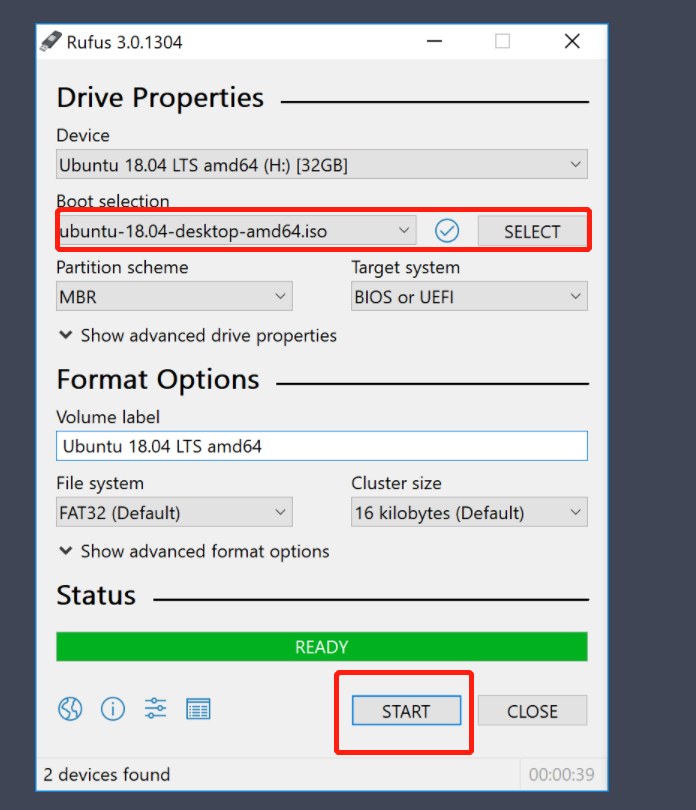 Rufus 3.0.1304
Drive Properties
Device
Ubuntu 18.04 LTS amd64 (H:) [32GB]
Boot selection
ubuntu-18.04-desktop-amd64.iso SELECT
Partition scheme Target system
MBR BIOS or UEFI
Show advanced drive properties
Format Options
Volume label
Ubuntu 18.04 LTS amd64
File system Cluster size
FAT32 (Default) 16 kilobytes (Default)
Show advanced format options
Status
READY
START CLOSE
2 devices found 00:00:39